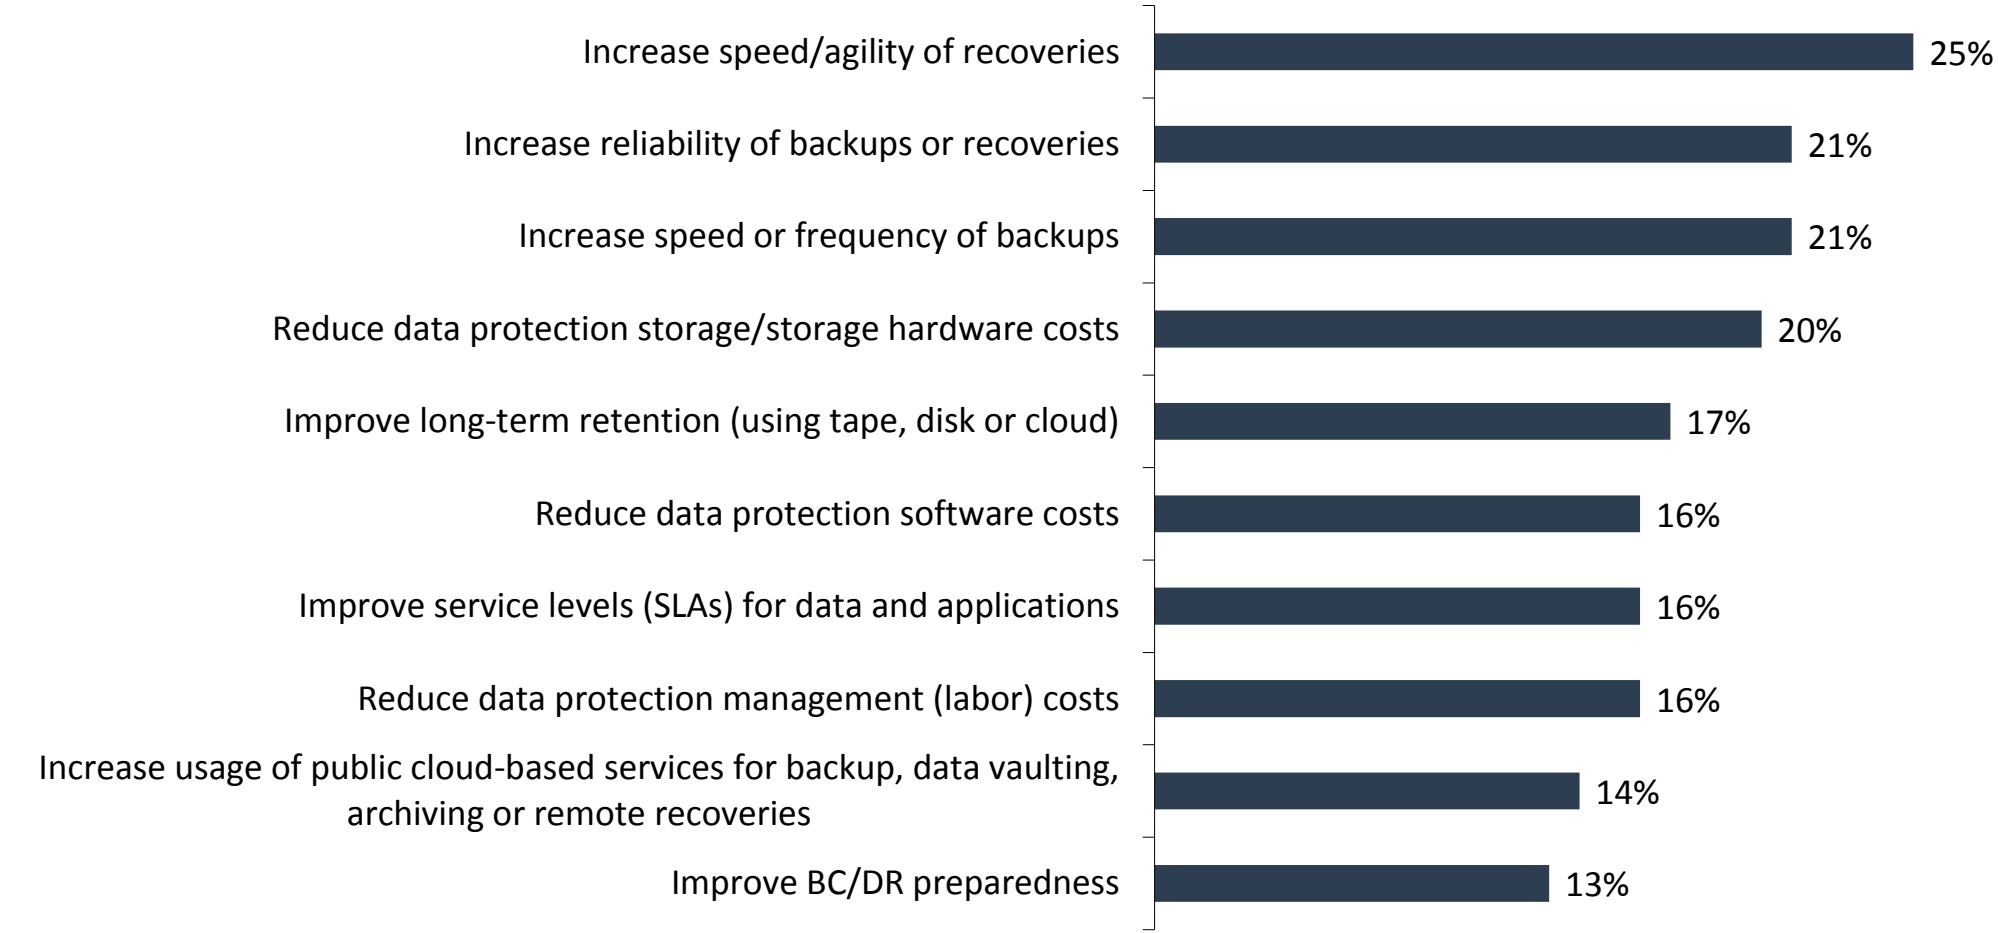 Increase speed/agility of recoveries 25%
Increase reliability of backups or recoveries 21%
Increase speed or frequency of backups 21%
Reduce data protection storage/storage hardware costs 20%
Improve long-term retention (using tape, disk or cloud) 17%
Reduce data protection software costs 16%
Improve service levels (SLAs) for data and applications 16%
Reduce data protection management (labor) costs 16%
Increase usage of public cloud-based services for backup, data vaulting,
archiving or remote recoveries 14%
Improve BC/DR preparedness 13%